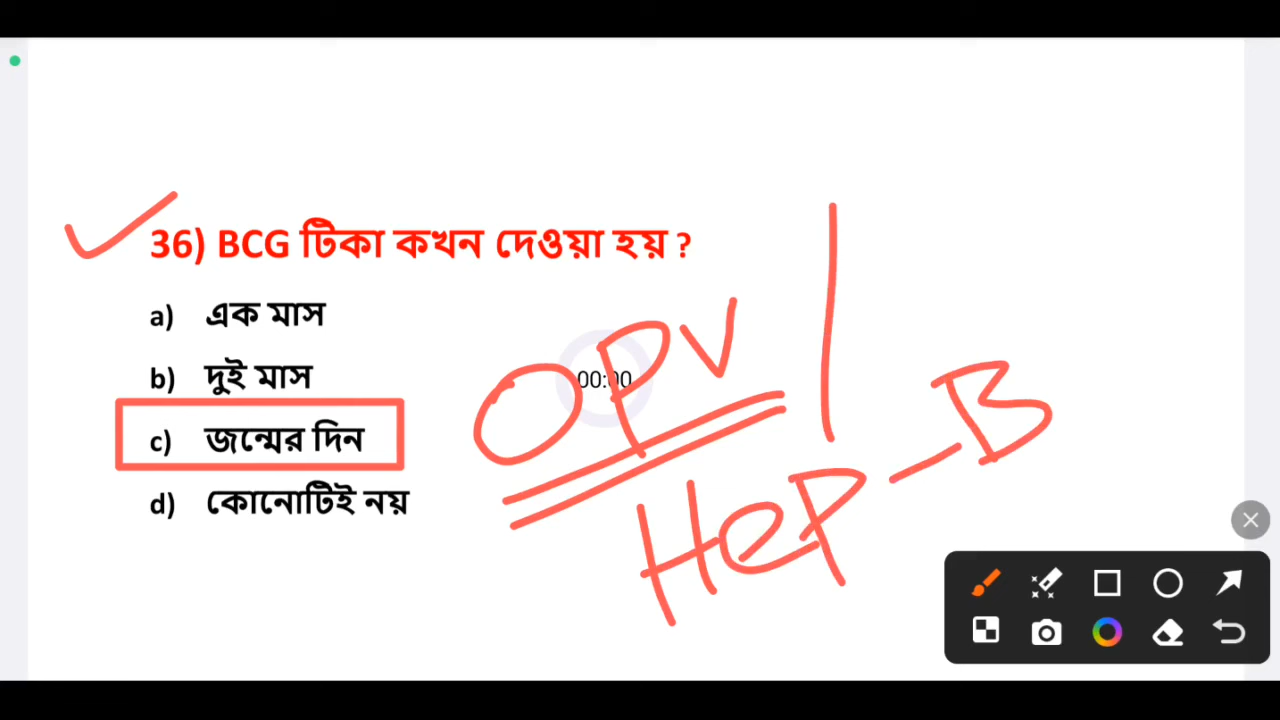 36) BCG টিকা কখন দেওয়া হয় ?
a) এক মাস
b) দুই মাস
c) জন্মের দিন
d) কোনোটিই নয়
OPV
00:00
HeP-B